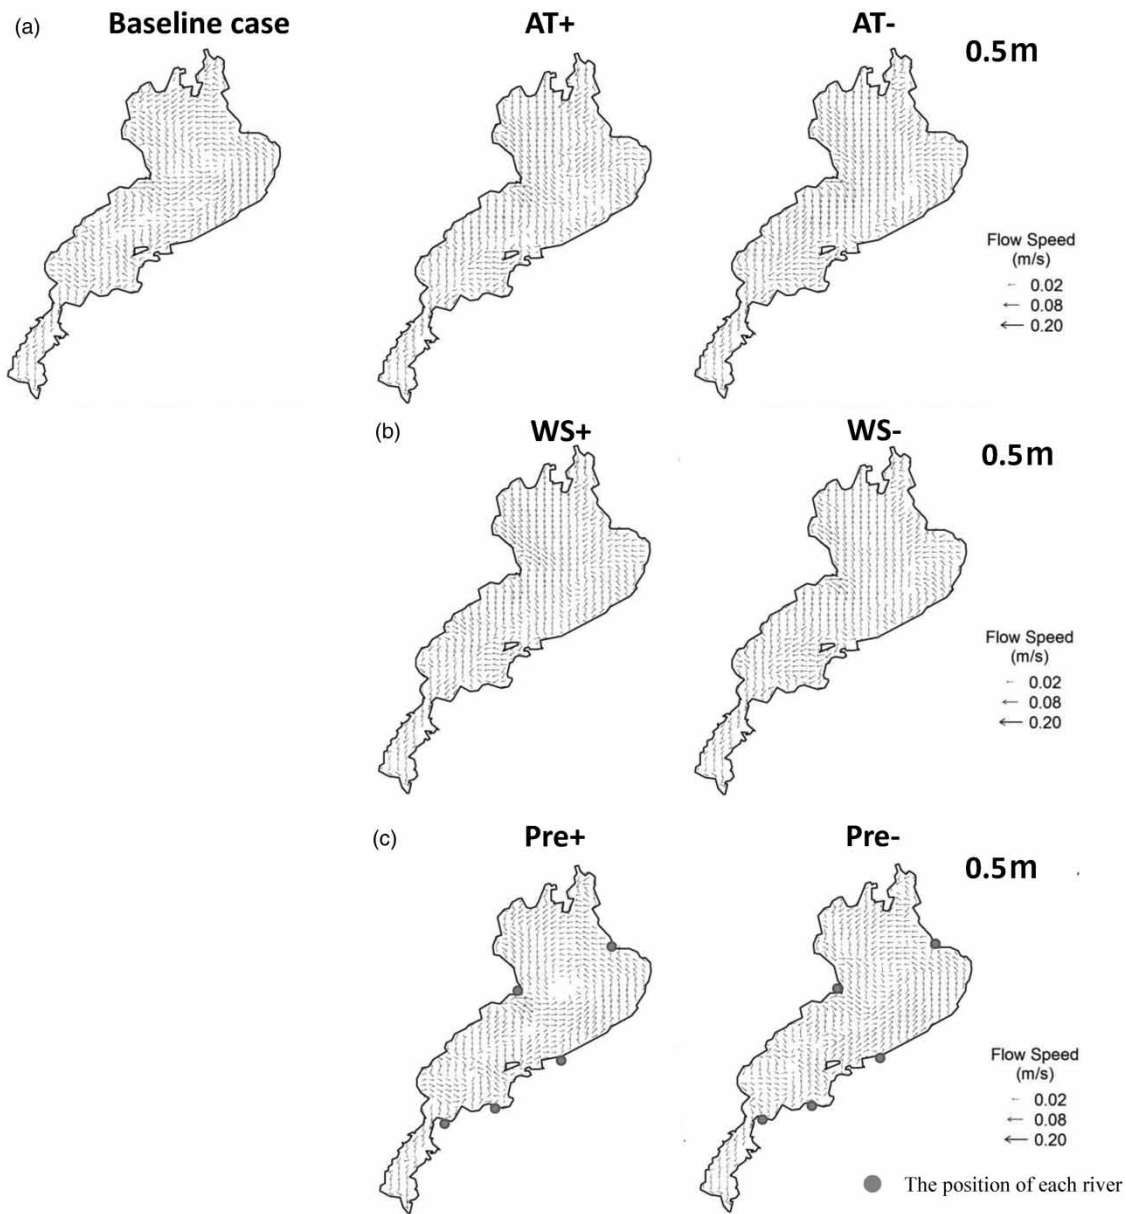 (a)
Baseline case
AT+
AT-
0.5m
Flow Speed
(m/s)
0.02
0.08
0.20
(b)
WS+
WS-
0.5m
Flow Speed
(m/s)
0.02
0.08
0.20
(c)
Pre+
Pre-
0.5m
Flow Speed
(m/s)
0.02
0.08
0.20
The position of each river